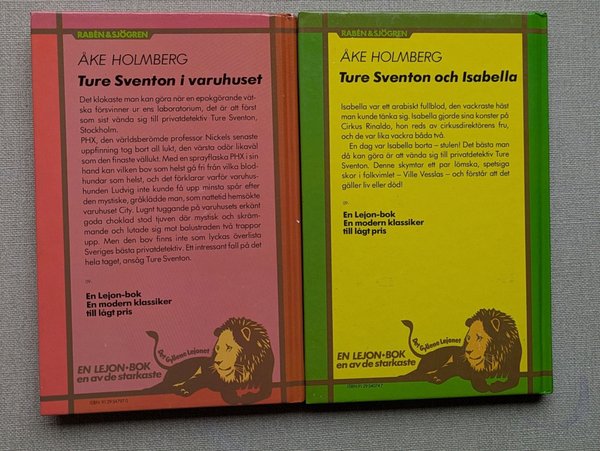 RABÉN & SJÖGREN
ÅKE HOLMBERG
Ture Sventon i varuhuset
Det klokaste man kan göra när en epokgörande vät-
ska försvinner ur ens laboratorium, det är att först
som sist vända sig till privatdetektiv Ture Sventon,
Stockholm.
PHX, den världsberömde professor Nickels senaste
uppfinning tog bort all lukt, den värsta odör likaväl
som den finaste vällukt. Med en sprayflaska PHX i sin
hand kan vilken bov som helst gå fri från vilka blod-
hundar som helst, och det förklarar varför varuhus-
hunden Ludvig inte kunde få upp minsta spår efter
den mystiske, gråklädde man, som nattetid hemsökte
varuhuset City. Lugnt tuggande på varuhusets erkänt
goda choklad stod tjuven där mystisk och skräm-
mande och lutade sig mot balustraden två trappor
upp. Men den bov finns inte som lyckas överlista
Sveriges bästa privatdetektiv. Ett intressant fall på det
hela taget, ansåg Ture Sventon.
09-
En Lejon-bok
En modern klassiker
till lågt pris
Det Gyllene Lejonet
EN LEJON•BOK
en av de starkaste
RABÉN & SJÖGREN
ÅKE HOLMBERG
Ture Sventon och Isabella
Isabella var ett arabiskt fullblod, den vackraste häst
man kunde tänka sig. Isabella gjorde sina konster på
Cirkus Rinaldo, hon reds av cirkusdirektörens fru,
och de var lika vackra båda två.
En dag var Isabella borta – stulen! Det bästa man
då kan göra är att vända sig till privatdetektiv Ture
Sventon. Denne skymtar ett par lömska, spetsiga
skor i folkvimlet – Ville Vesslas – och förstår att det
gäller liv eller död!
09-
En Lejon-bok
En modern klassiker
till lågt pris
Det Gyllene Lejonet
EN LEJON•BOK
en av de starkaste